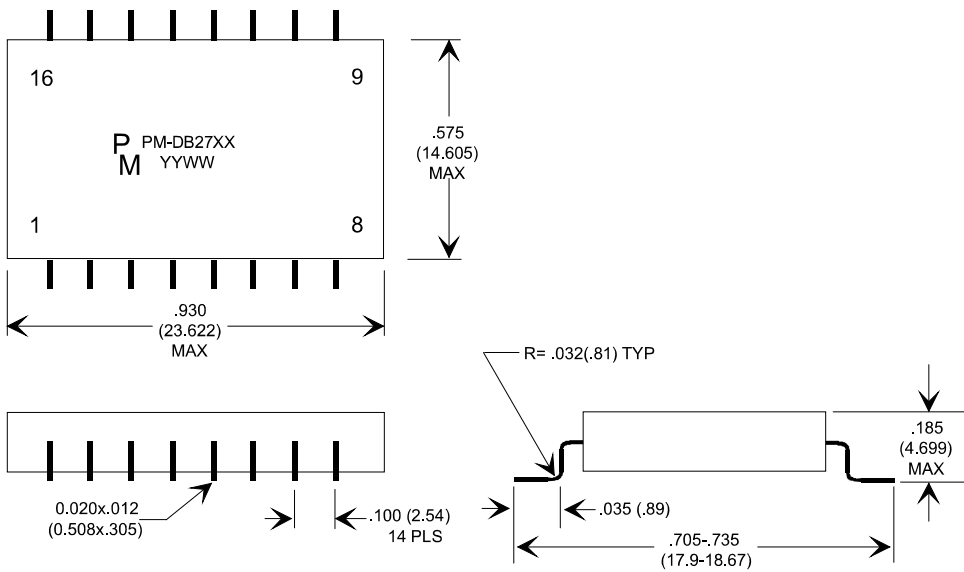 16
9
P
M
PM-DB27XX
YYWW
1
8
.575
(14.605)
MAX
.930
(23.622)
MAX
R= .032(.81) TYP
.185
(4.699)
MAX
0.020x.012
(0.508x.305)
.100 (2.54)
14 PLS
.035 (.89)
.705-.735
(17.9-18.67)